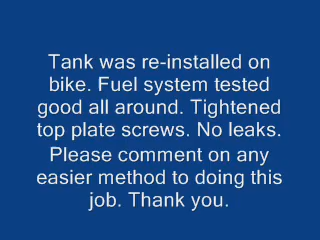 Tank was re-installed on
bike. Fuel system tested
good all around. Tightened
top plate screws. No leaks.
Please comment on any
easier method to doing this
job. Thank you.